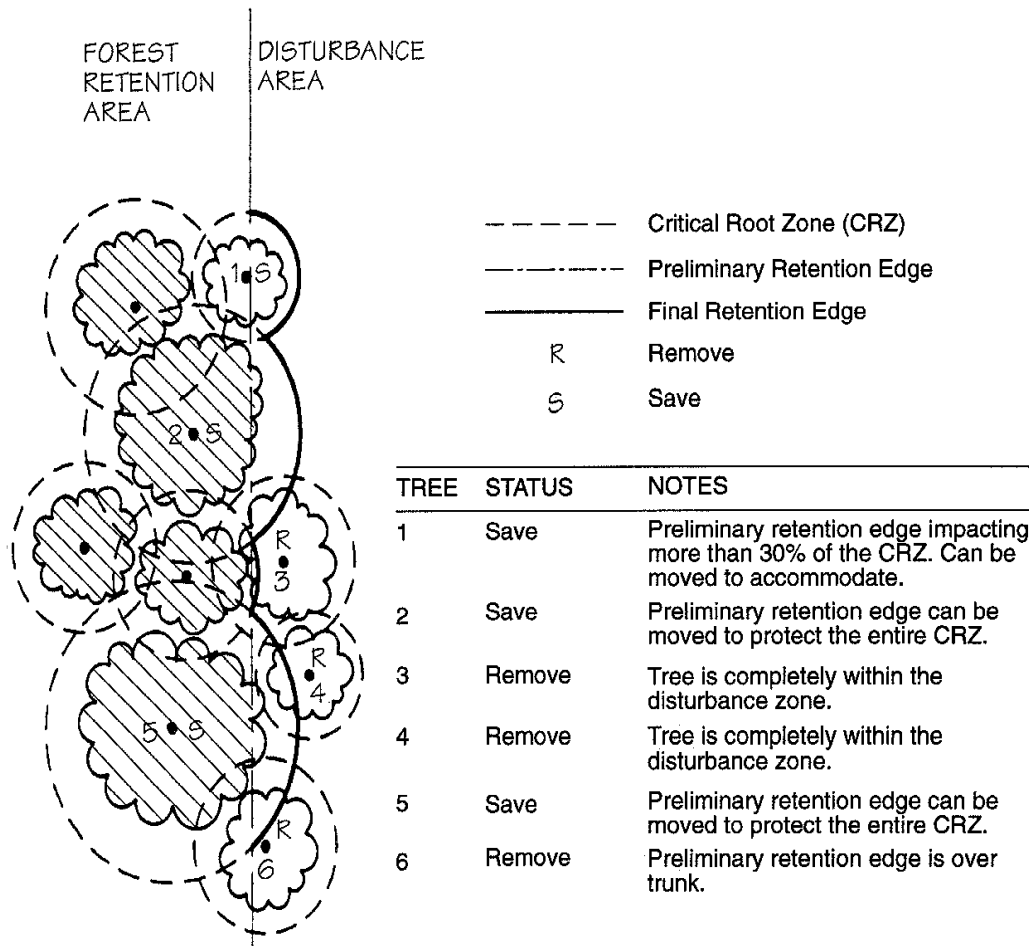 FOREST
RETENTION
AREA
DISTURBANCE
AREA
1 S
2 S
R
3
R
4
5 S
R
6
Critical Root Zone (CRZ)
Preliminary Retention Edge
Final Retention Edge
R Remove
S Save
TREE STATUS NOTES
1 Save Preliminary retention edge impacting
more than 30% of the CRZ. Can be
moved to accommodate.
2 Save Preliminary retention edge can be
moved to protect the entire CRZ.
3 Remove Tree is completely within the
disturbance zone.
4 Remove Tree is completely within the
disturbance zone.
5 Save Preliminary retention edge can be
moved to protect the entire CRZ.
6 Remove Preliminary retention edge is over
trunk.